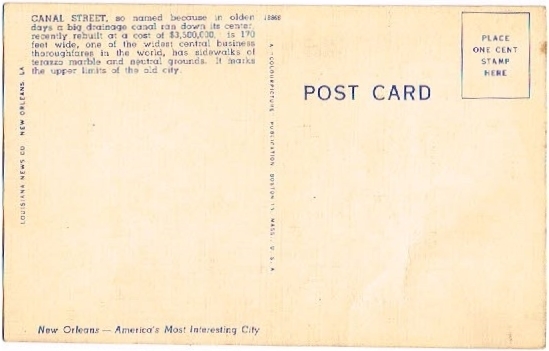 CANAL STREET, so named because in olden
days a big drainage canal ran down its center,
recently rebuilt at a cost of $3,500,000, is 170
feet wide, one of the widest central business
thoroughfares in the world, has sidewalks of
terazzo marble and neutral grounds. It marks
the upper limits of the old city.
LOUISIANA NEWS CO. NEW ORLEANS, LA.
A "COLOURPICTURE" PUBLICATION, BOSTON 15, MASS., U.S.A.
POST CARD
PLACE
ONE CENT
STAMP
HERE
New Orleans — America's Most Interesting City